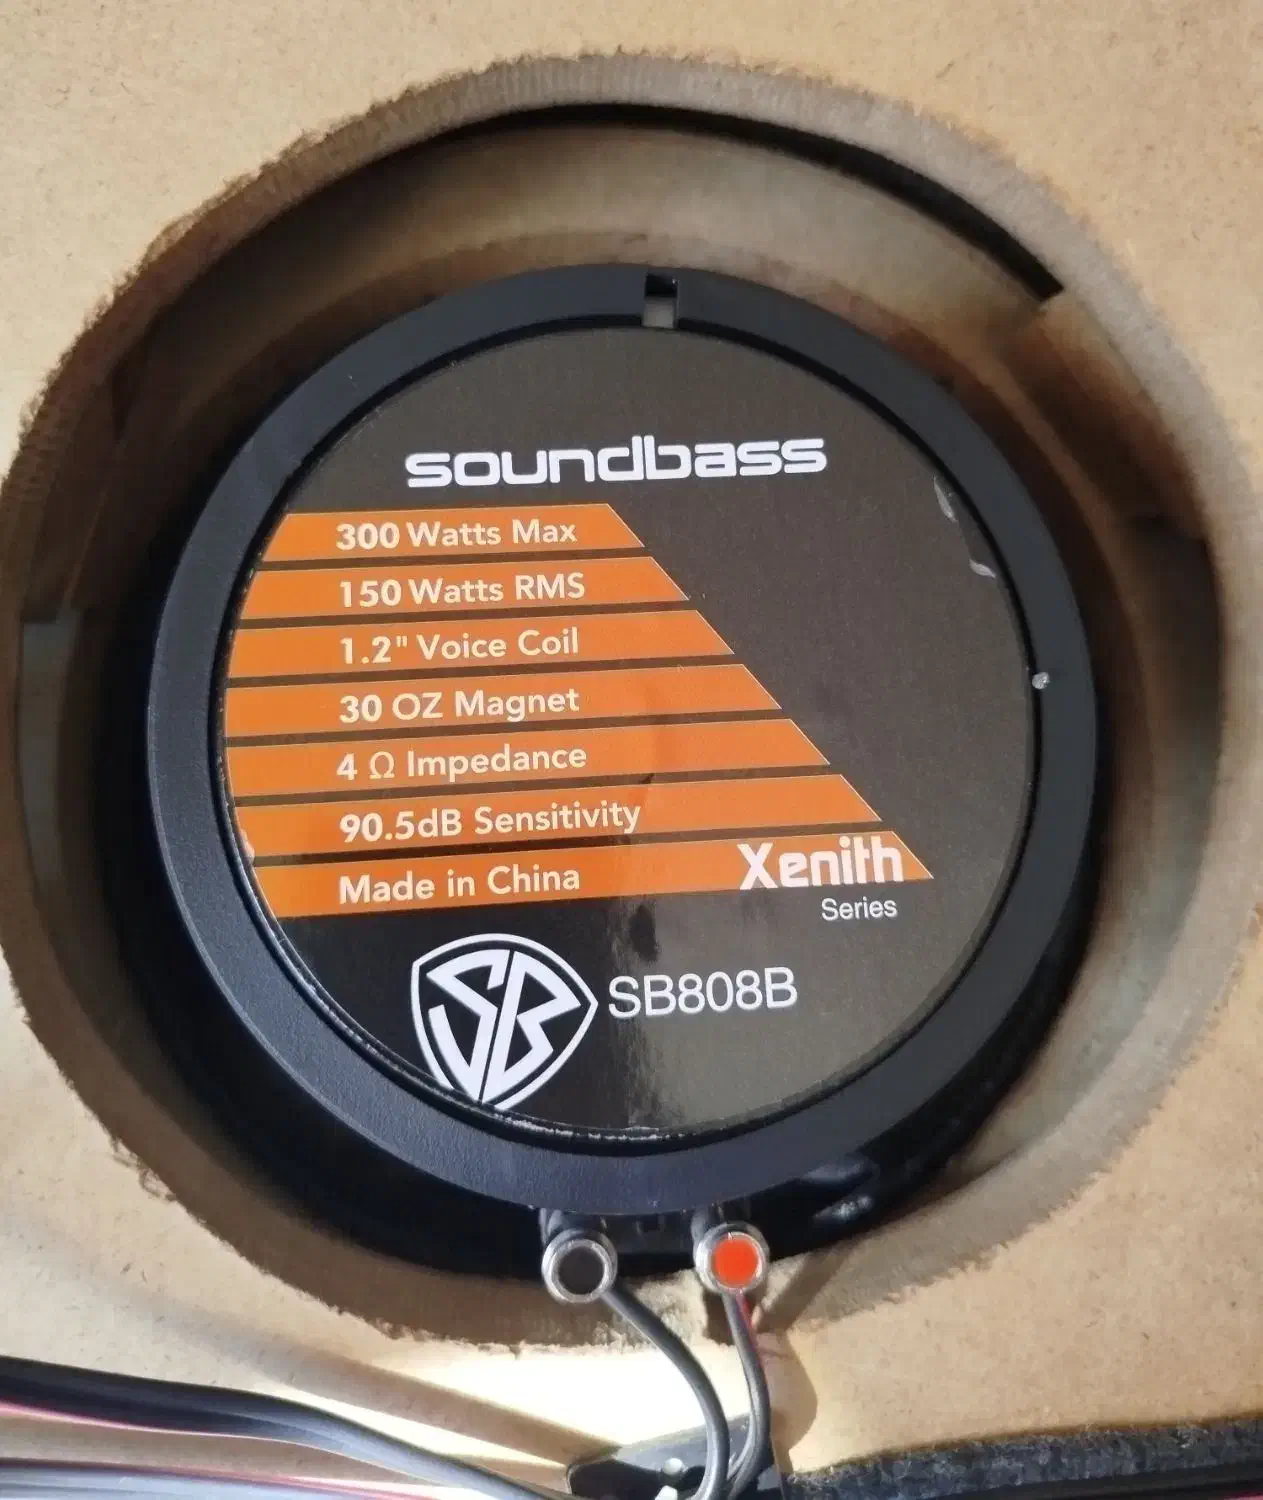 soundbass
300 Watts Max
150 Watts RMS
1.2" Voice Coil
30 OZ Magnet
4 Ω Impedance
90.5dB Sensitivity
Made in China
Xenith
Series
SB SB808B